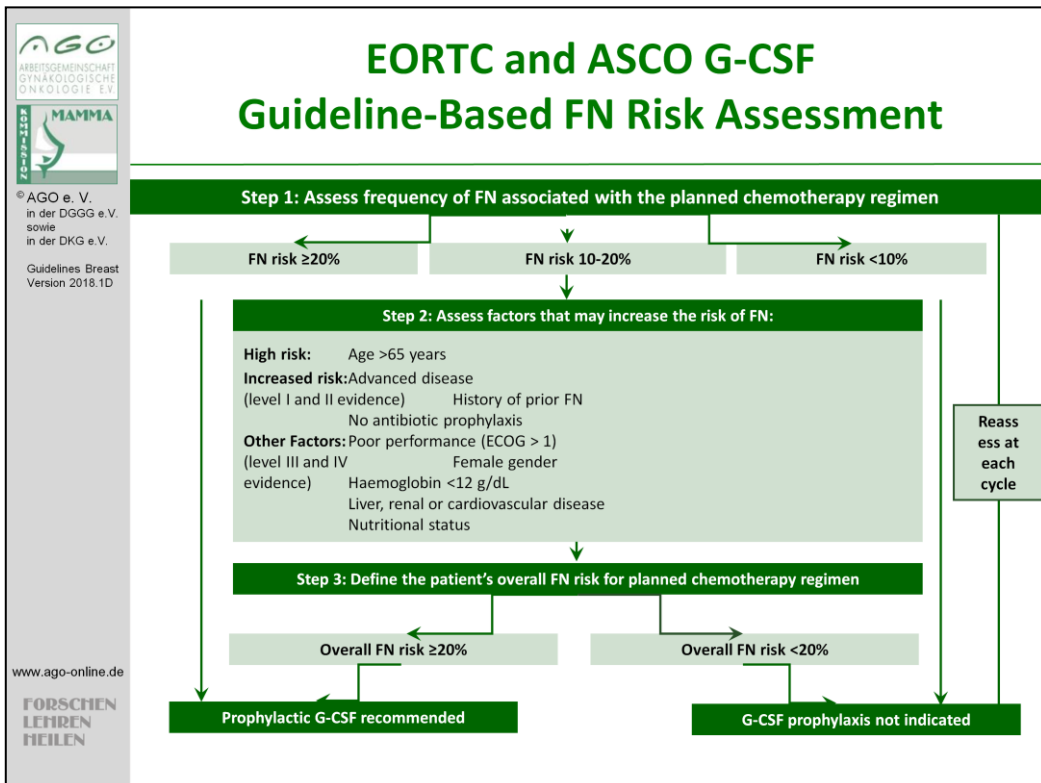 AGO
ARBEITSGEMEINSCHAFT
GYNÄKOLOGISCHE
ONKOLOGIE E.V.
KOMMISSION
MAMMA
© AGO e. V.
in der DGGG e.V.
sowie
in der DKG e.V.
Guidelines Breast
Version 2018.1D
www.ago-online.de
FORSCHEN
LEHREN
HEILEN
EORTC and ASCO G-CSF
Guideline-Based FN Risk Assessment
Step 1: Assess frequency of FN associated with the planned chemotherapy regimen
FN risk ≥20%
FN risk 10-20%
FN risk <10%
Step 2: Assess factors that may increase the risk of FN:
High risk: Age >65 years
Increased risk:Advanced disease
(level I and II evidence) History of prior FN
No antibiotic prophylaxis
Other Factors: Poor performance (ECOG > 1)
(level III and IV Female gender
evidence) Haemoglobin <12 g/dL
Liver, renal or cardiovascular disease
Nutritional status
Reass
ess at
each
cycle
Step 3: Define the patient’s overall FN risk for planned chemotherapy regimen
Overall FN risk ≥20%
Overall FN risk <20%
Prophylactic G-CSF recommended
G-CSF prophylaxis not indicated